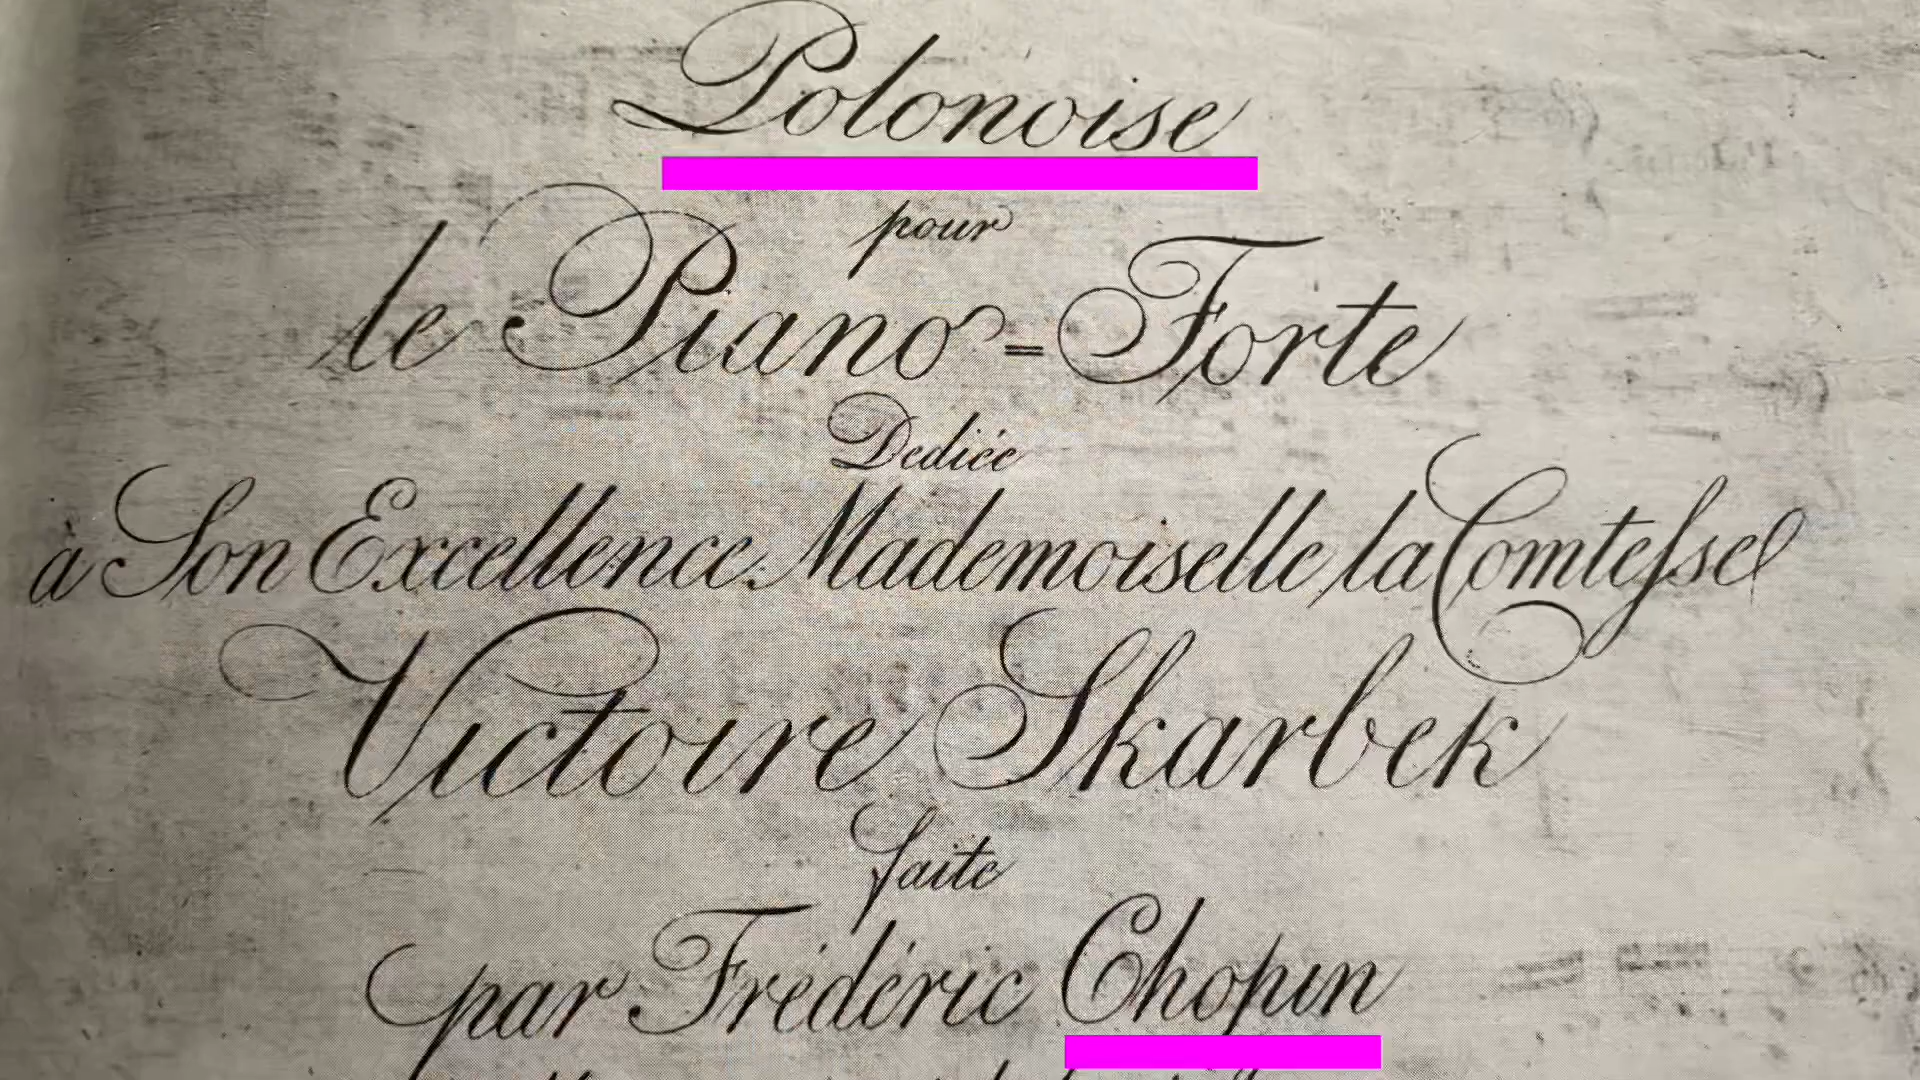 Polonoise
pour
le Piano=Forte
Dediée
à Son Excellence Mademoiselle la Comtesse
Victoire Skarbek
faite
par Frédéric Chopin